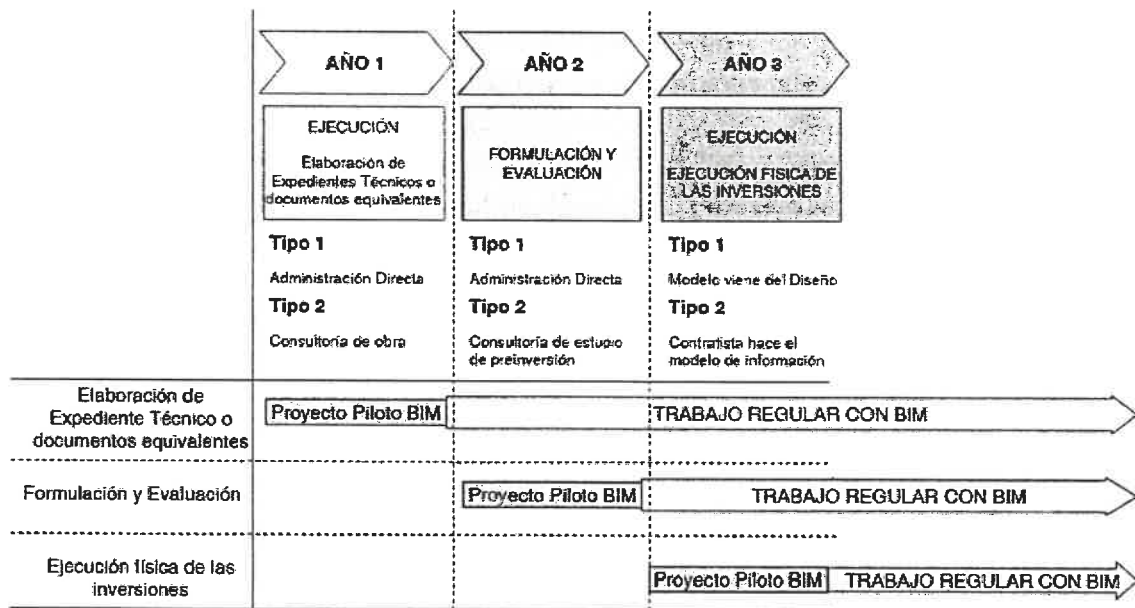 AÑO 1
AÑO 2
AÑO 3
EJECUCIÓN
Elaboración de
Expedientes Técnicos o
documentos equivalentes
FORMULACIÓN Y
EVALUACIÓN
EJECUCIÓN
EJECUCIÓN FISICA DE
LAS INVERSIONES
Tipo 1
Administración Directa
Tipo 2
Consultoría de obra
Tipo 1
Administración Directa
Tipo 2
Consultoría de estudio
de preinversión
Tipo 1
Modelo viene del Diseño
Tipo 2
Contratista hace el
modelo de información
Elaboración de
Expediente Técnico o
documentos equivalentes
Proyecto Piloto BIM
TRABAJO REGULAR CON BIM
Formulación y Evaluación
Proyecto Piloto BIM
TRABAJO REGULAR CON BIM
Ejecución física de las
inversiones
Proyecto Piloto BIM
TRABAJO REGULAR CON BIM